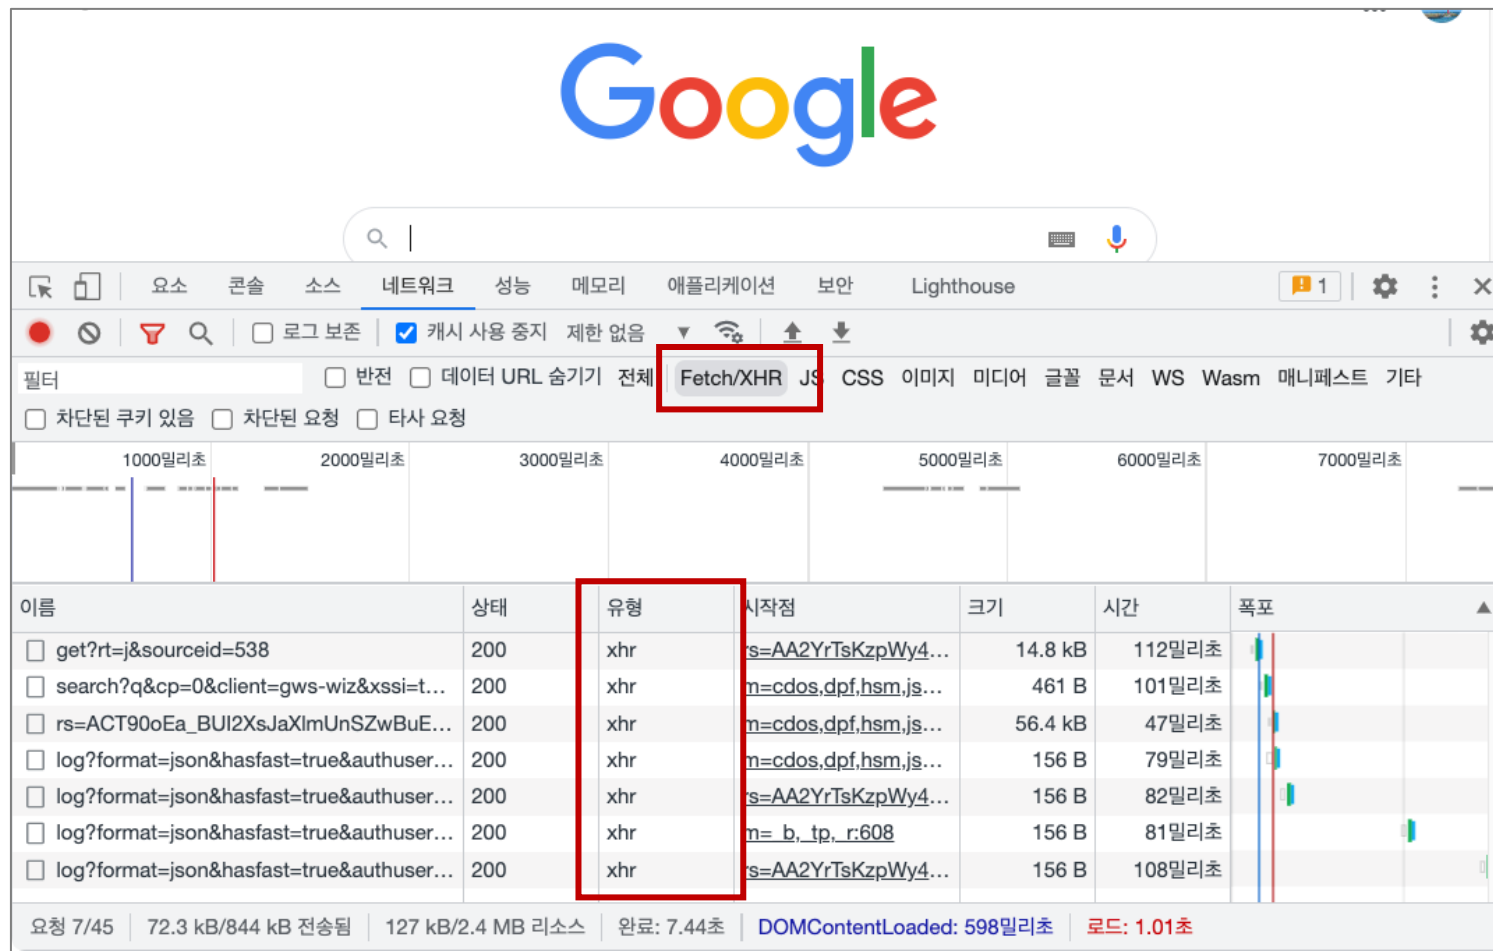 Google
요소 콘솔 소스 네트워크 성능 메모리 애플리케이션 보안 Lighthouse 1
로그 보존 캐시 사용 중지 제한 없음
필터 반전 데이터 URL 숨기기 전체 Fetch/XHR JS CSS 이미지 미디어 글꼴 문서 WS Wasm 매니페스트 기타
차단된 쿠키 있음 차단된 요청 타사 요청
1000밀리초 2000밀리초 3000밀리초 4000밀리초 5000밀리초 6000밀리초 7000밀리초
이름 상태 유형 시작점 크기 시간 폭포
get?rt=j&sourceid=538 200 xhr rs=AA2YrTsKzpWy4... 14.8 kB 112밀리초
search?q&cp=0&client=gws-wiz&xssi=t... 200 xhr m=cdos,dpf,hsm,js... 461 B 101밀리초
rs=ACT90oEa_BUI2XsJaXlmUnSZwBuE... 200 xhr m=cdos,dpf,hsm,js... 56.4 kB 47밀리초
log?format=json&hasfast=true&authuser... 200 xhr m=cdos,dpf,hsm,js... 156 B 79밀리초
log?format=json&hasfast=true&authuser... 200 xhr rs=AA2YrTsKzpWy4... 156 B 82밀리초
log?format=json&hasfast=true&authuser... 200 xhr m=_b,_tp,_r:608 156 B 81밀리초
log?format=json&hasfast=true&authuser... 200 xhr rs=AA2YrTsKzpWy4... 156 B 108밀리초
요청 7/45 72.3 kB/844 kB 전송됨 127 kB/2.4 MB 리소스 완료: 7.44초 DOMContentLoaded: 598밀리초 로드: 1.01초